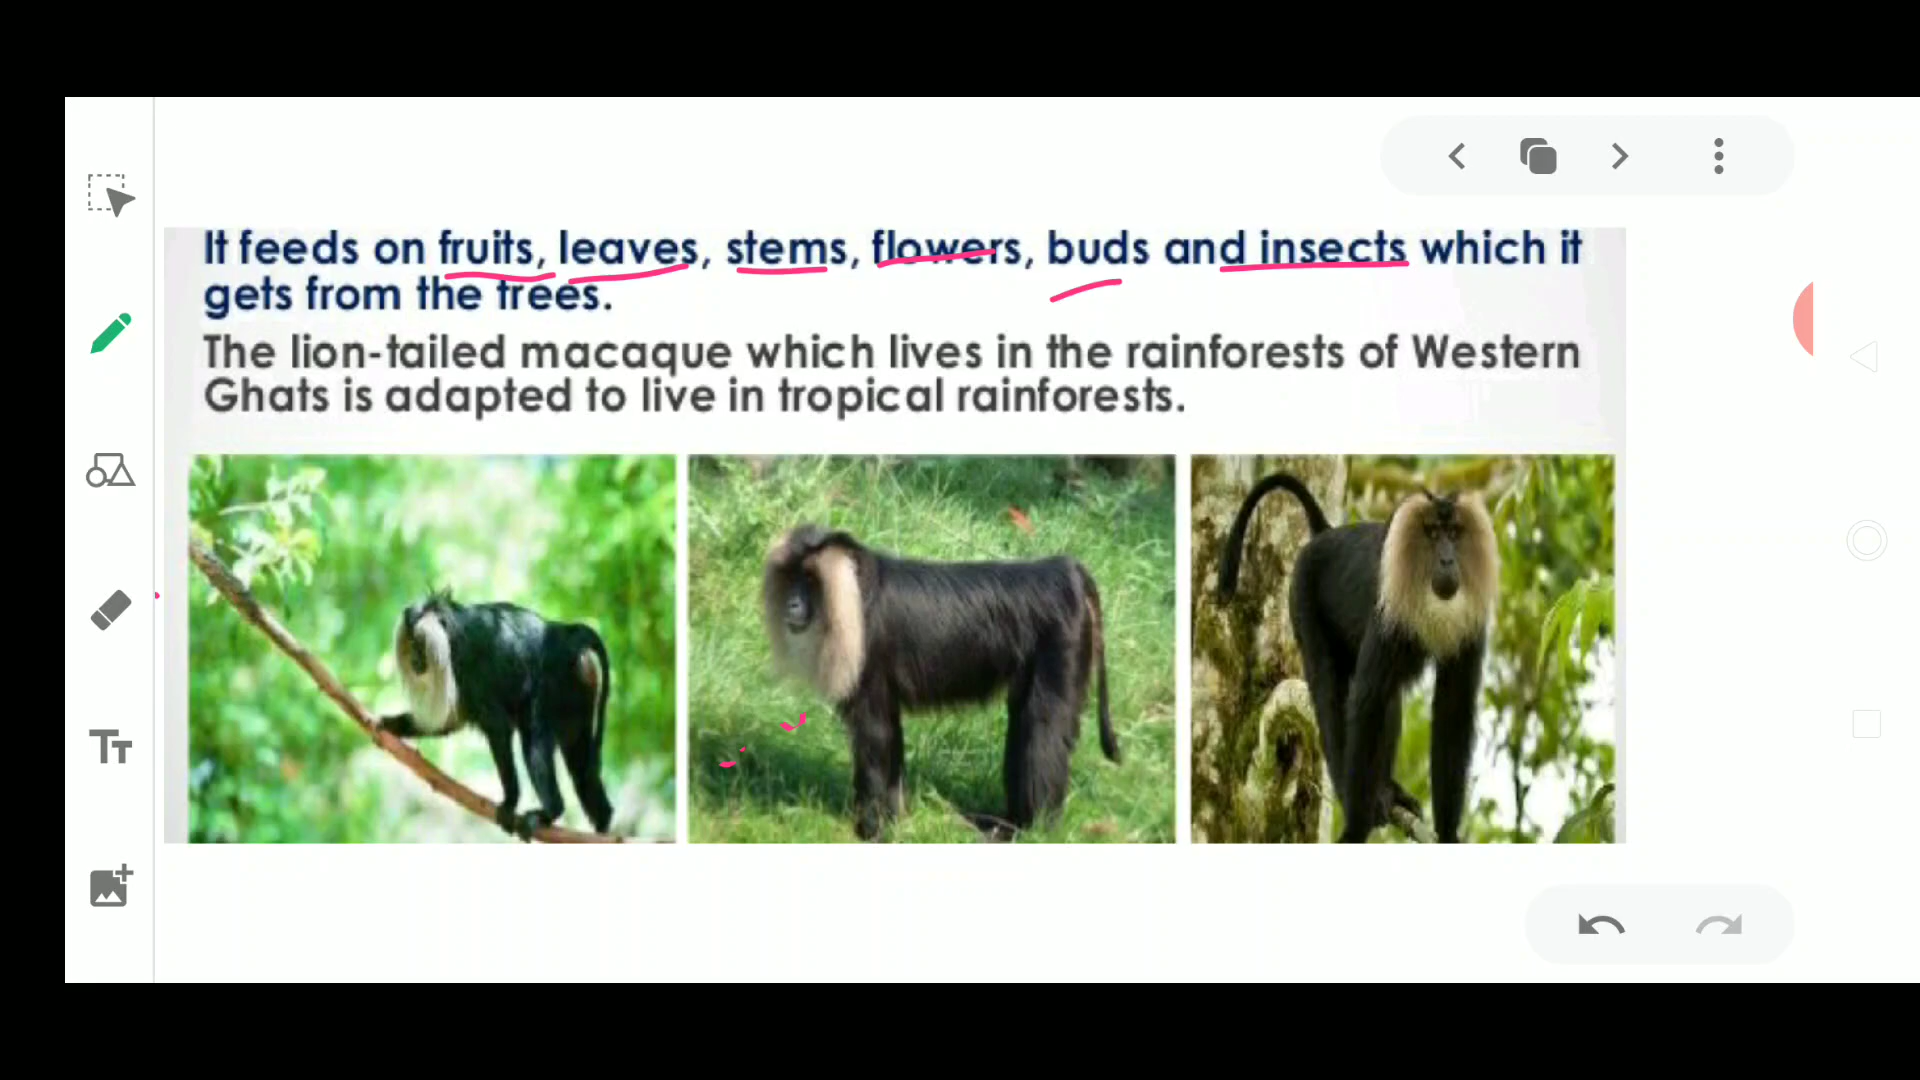 It feeds on fruits, leaves, stems, flowers, buds and insects which it
gets from the trees.
The lion-tailed macaque which lives in the rainforests of Western
Ghats is adapted to live in tropical rainforests.
TT